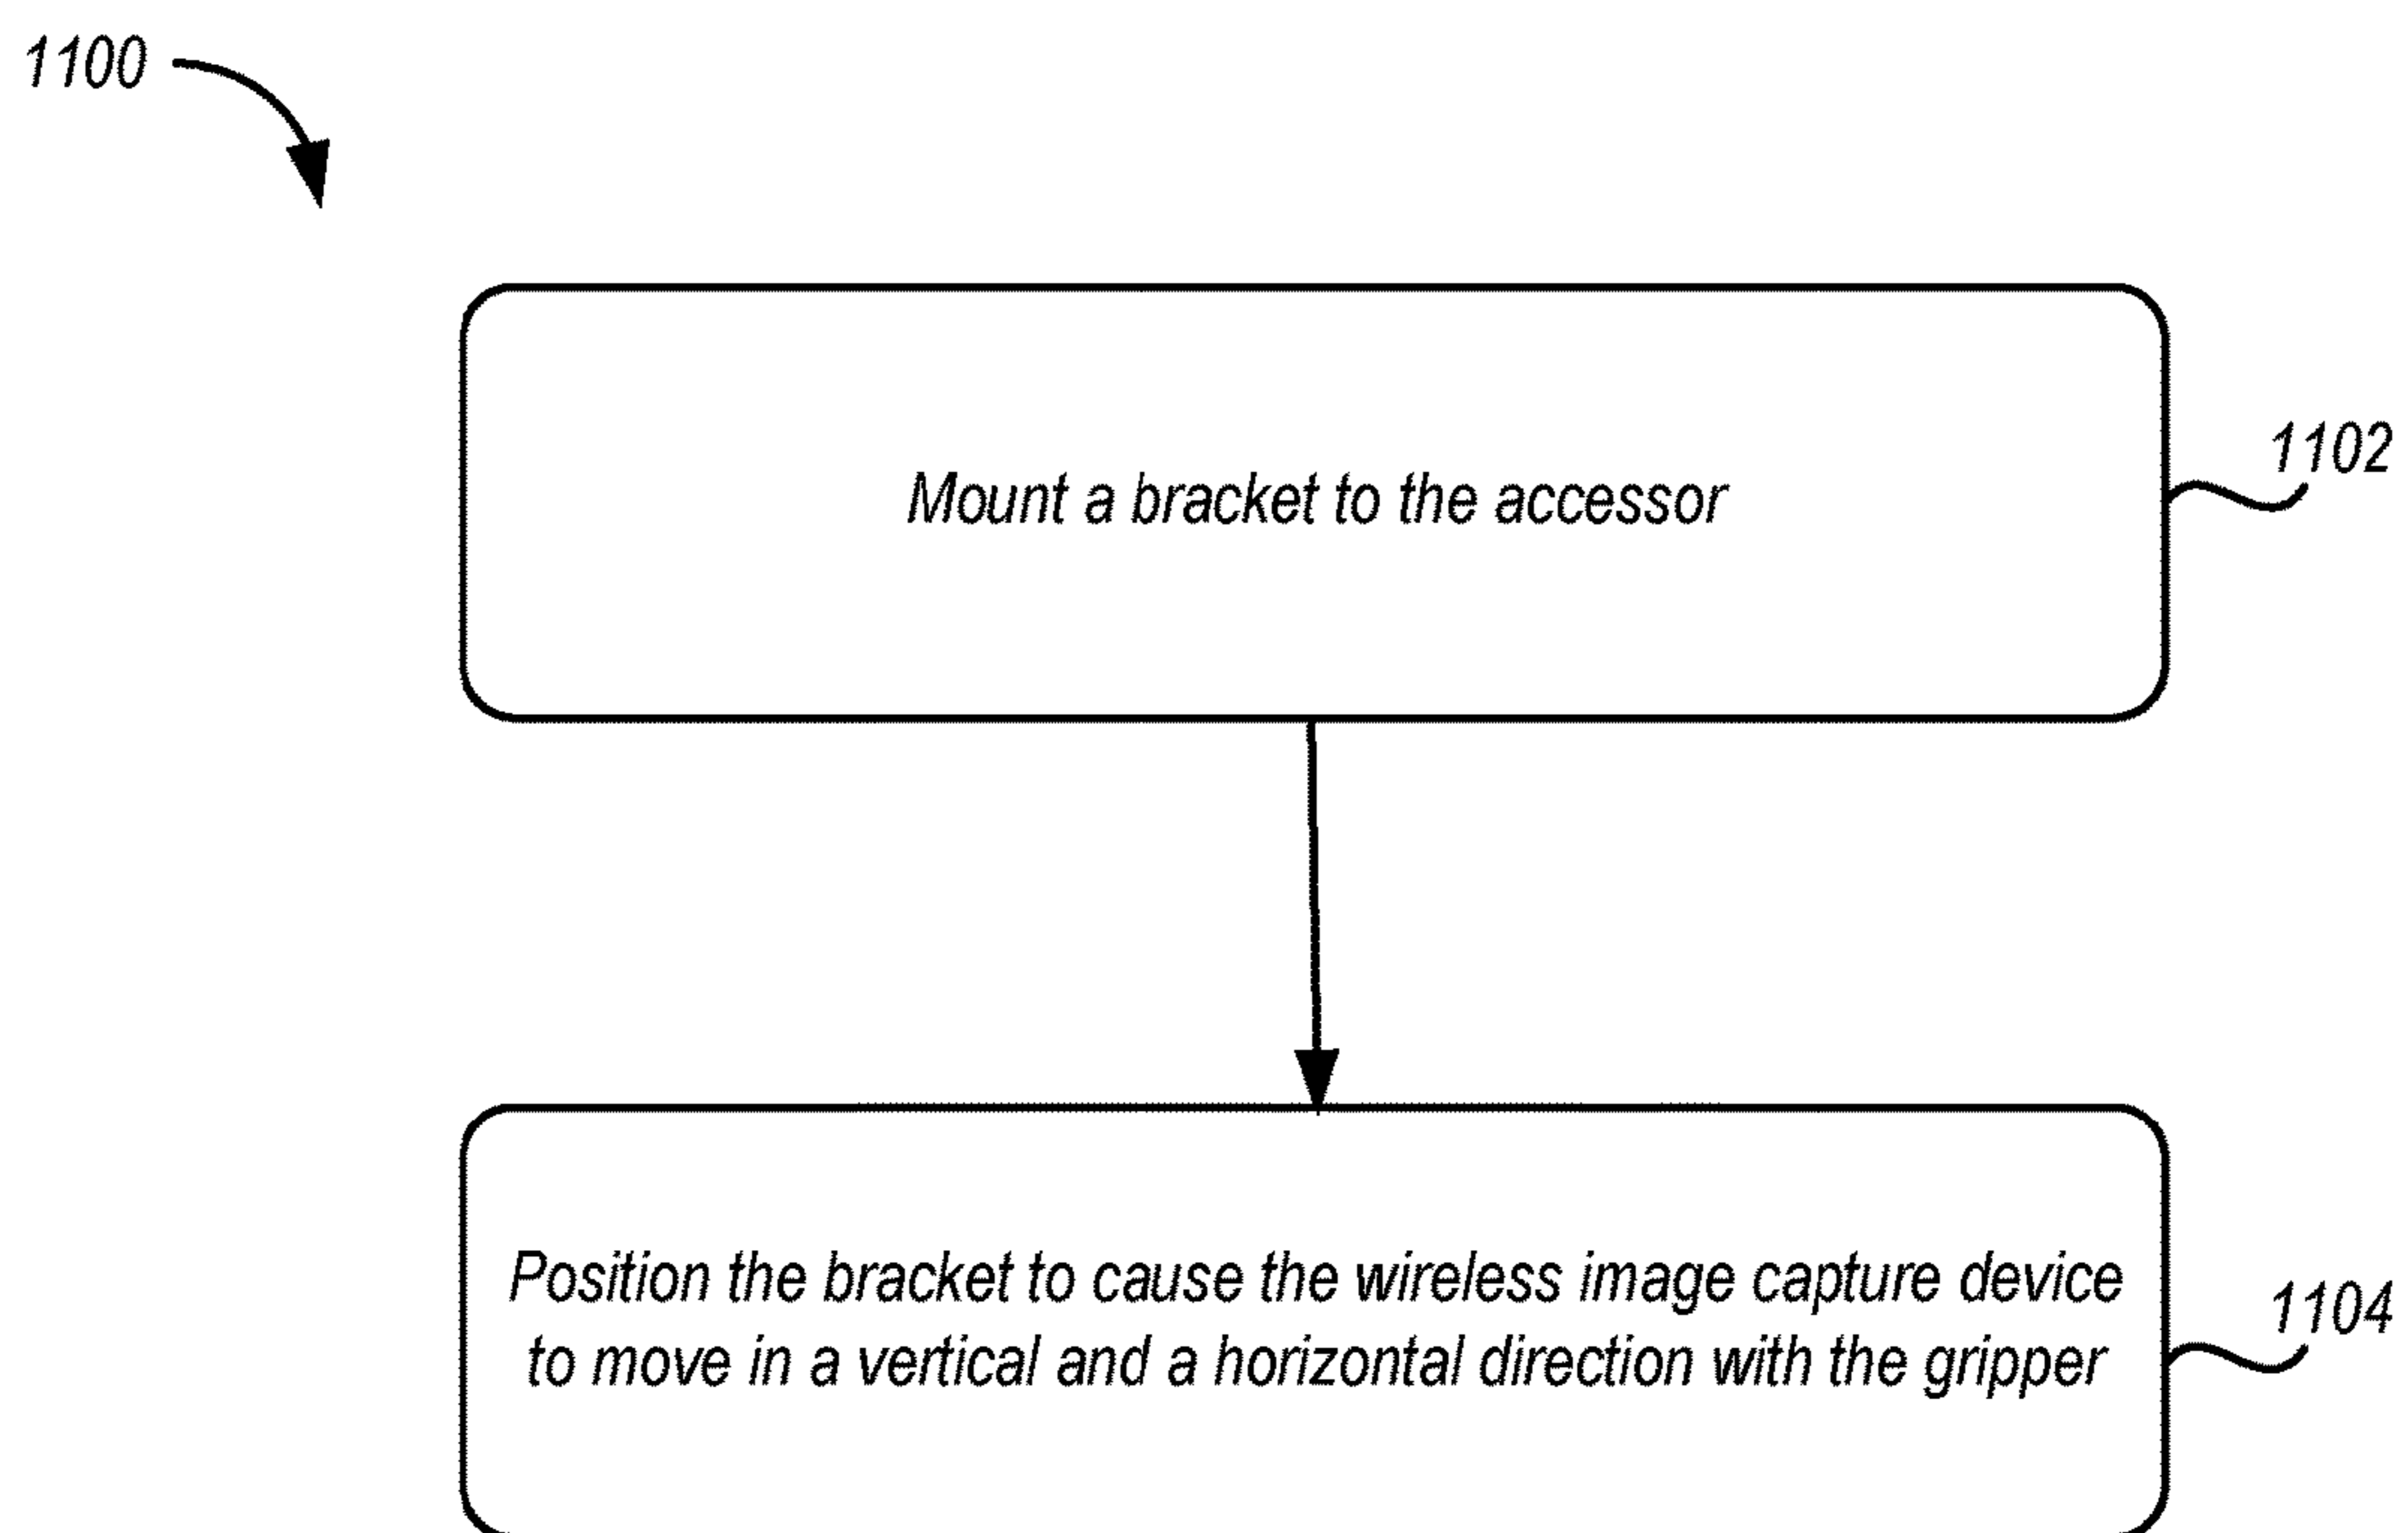 1100
Mount a bracket to the accessor
1102
Position the bracket to cause the wireless image capture device
to move in a vertical and a horizontal direction with the gripper
1104